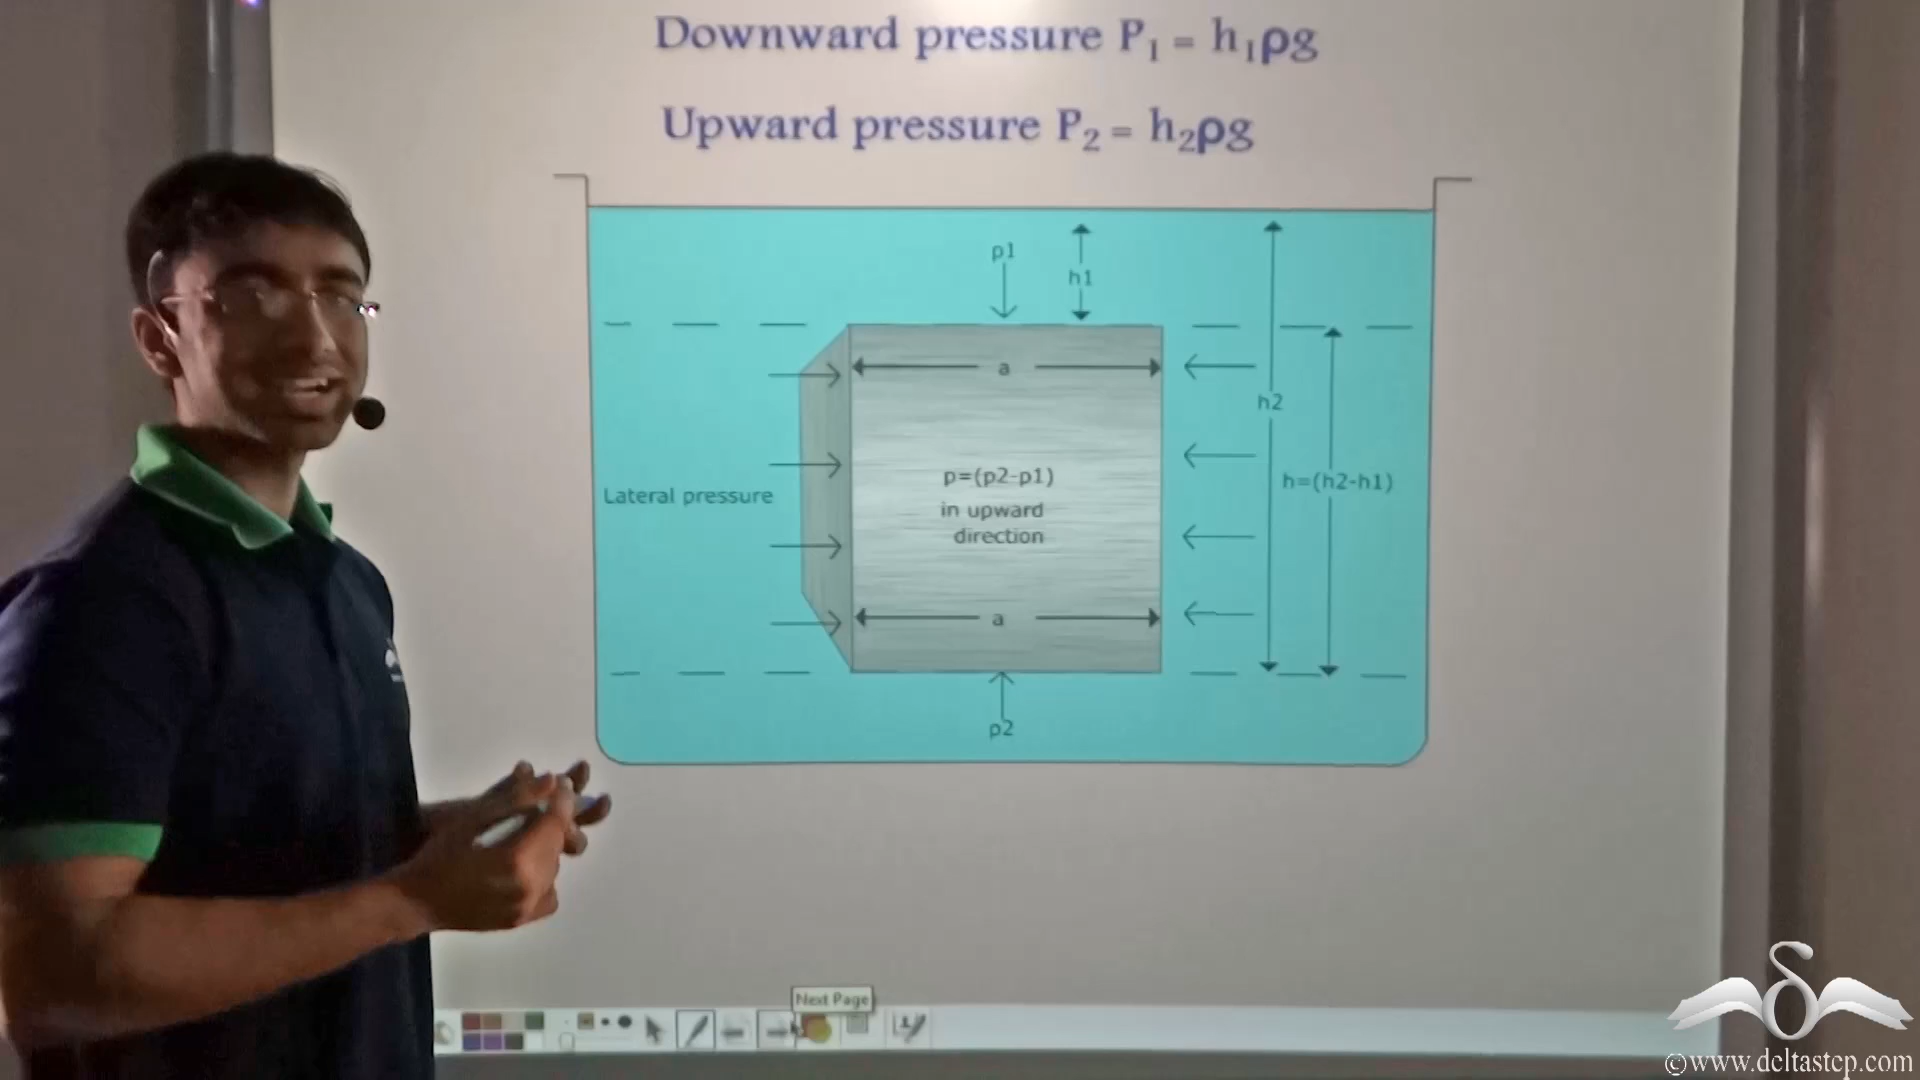 Downward pressure P₁ = h₁ρg
Upward pressure P₂ = h₂ρg
p1
h1
a
h2
p=(p2-p1)
in upward
direction
h=(h2-h1)
Lateral pressure
a
p2
Next Page
©www.deltastep.com